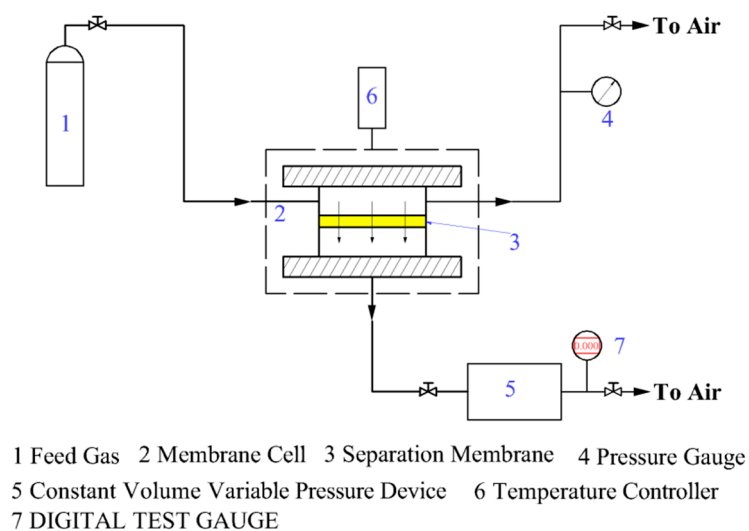 To Air
1
6
4
2
3
0.000
7
5
To Air
1 Feed Gas 2 Membrane Cell 3 Separation Membrane 4 Pressure Gauge
5 Constant Volume Variable Pressure Device 6 Temperature Controller
7 DIGITAL TEST GAUGE